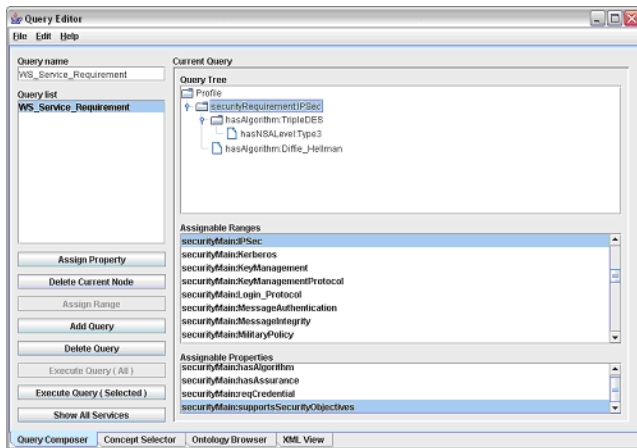 Query Editor
File Edit Help
Query name
WS_Service_Requirement
Query list
WS_Service_Requirement
Assign Property
Delete Current Node
Assign Range
Add Query
Delete Query
Execute Query ( All )
Execute Query ( Selected )
Show All Services
Current Query
Query Tree
Profile
securityRequirement:IPSec
hasAlgorithm:TripleDES
hasNSALevel:Type3
hasAlgorithm:Diffie_Hellman
Assignable Ranges
securityMain:IPSec
securityMain:Kerberos
securityMain:KeyManagement
securityMain:KeyManagementProtocol
securityMain:Login_Protocol
securityMain:MessageAuthentication
securityMain:MessageIntegrity
securityMain:MilitaryPolicy
Assignable Properties
securityMain:hasAlgorithm
securityMain:hasAssurance
securityMain:reqCredential
securityMain:supportsSecurityObjectives
Query Composer Concept Selector Ontology Browser XML View